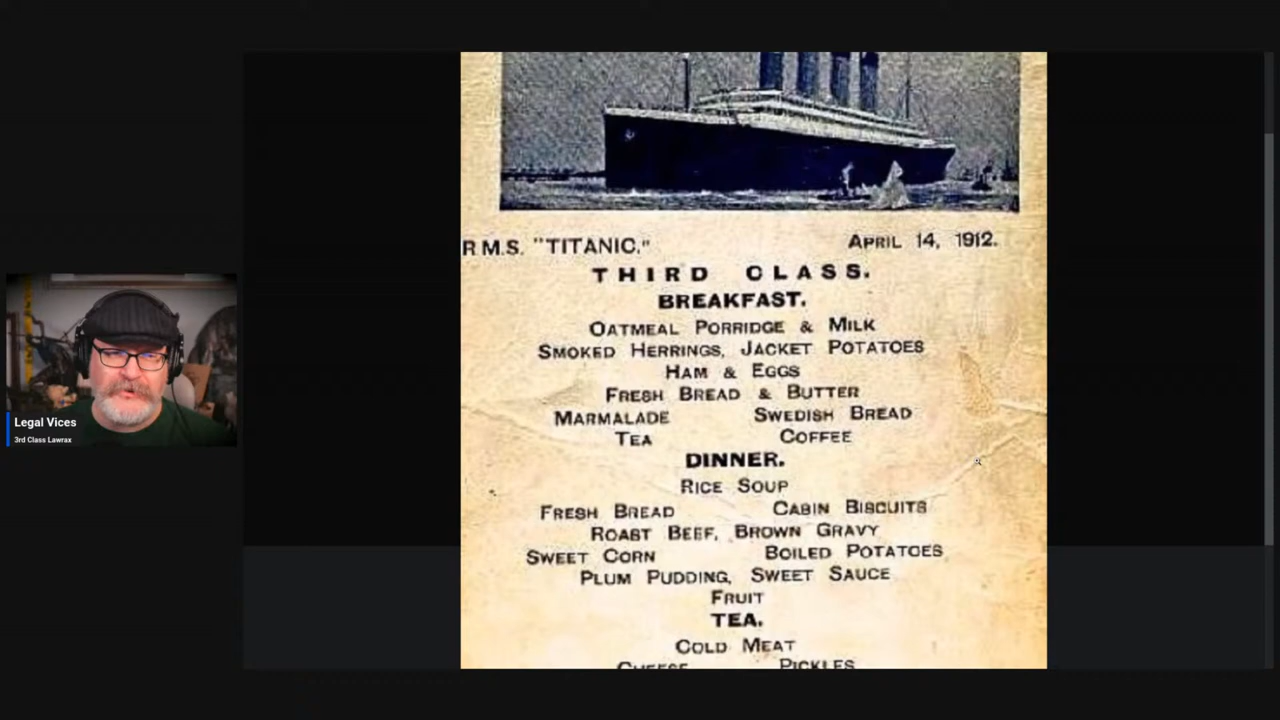 R M.S. "TITANIC."    APRIL 14, 1912.
THIRD CLASS.
BREAKFAST.
OATMEAL PORRIDGE & MILK
SMOKED HERRINGS, JACKET POTATOES
HAM & EGGS
FRESH BREAD & BUTTER
MARMALADE    SWEDISH BREAD
TEA    COFFEE
DINNER.
RICE SOUP
FRESH BREAD    CABIN BISCUITS
ROAST BEEF, BROWN GRAVY
SWEET CORN    BOILED POTATOES
PLUM PUDDING, SWEET SAUCE
FRUIT
TEA.
COLD MEAT
CHEESE    PICKLES
Legal Vices
3rd Class Lawrax